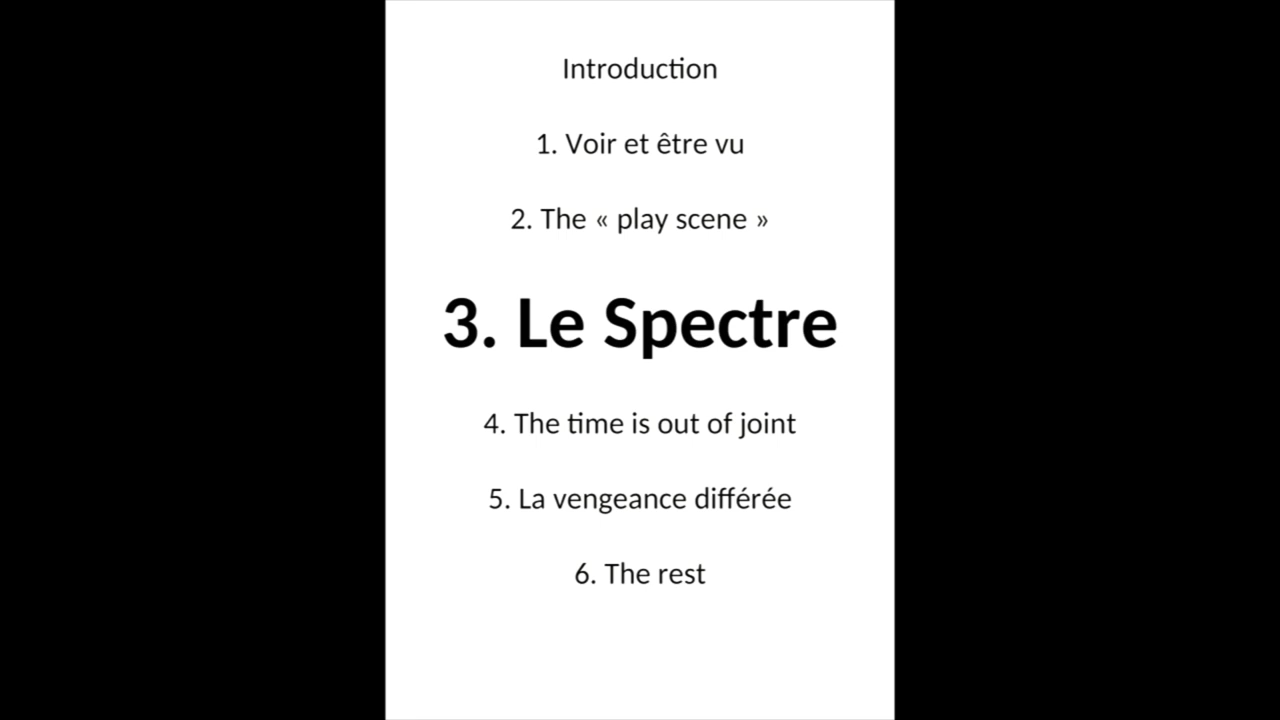 Introduction
1. Voir et être vu
2. The « play scene »
3. Le Spectre
4. The time is out of joint
5. La vengeance différée
6. The rest